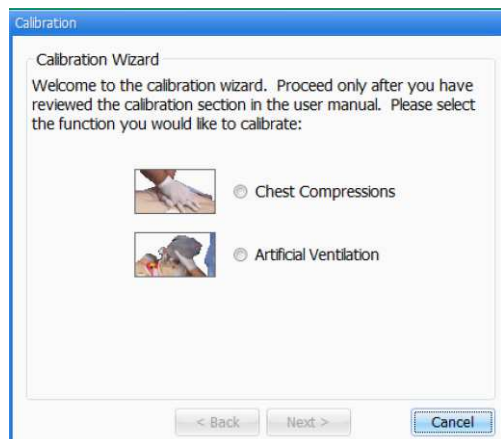 Calibration
Calibration Wizard
Welcome to the calibration wizard.  Proceed only after you have
reviewed the calibration section in the user manual.  Please select
the function you would like to calibrate:
Chest Compressions
Artificial Ventilation
< Back
Next >
Cancel